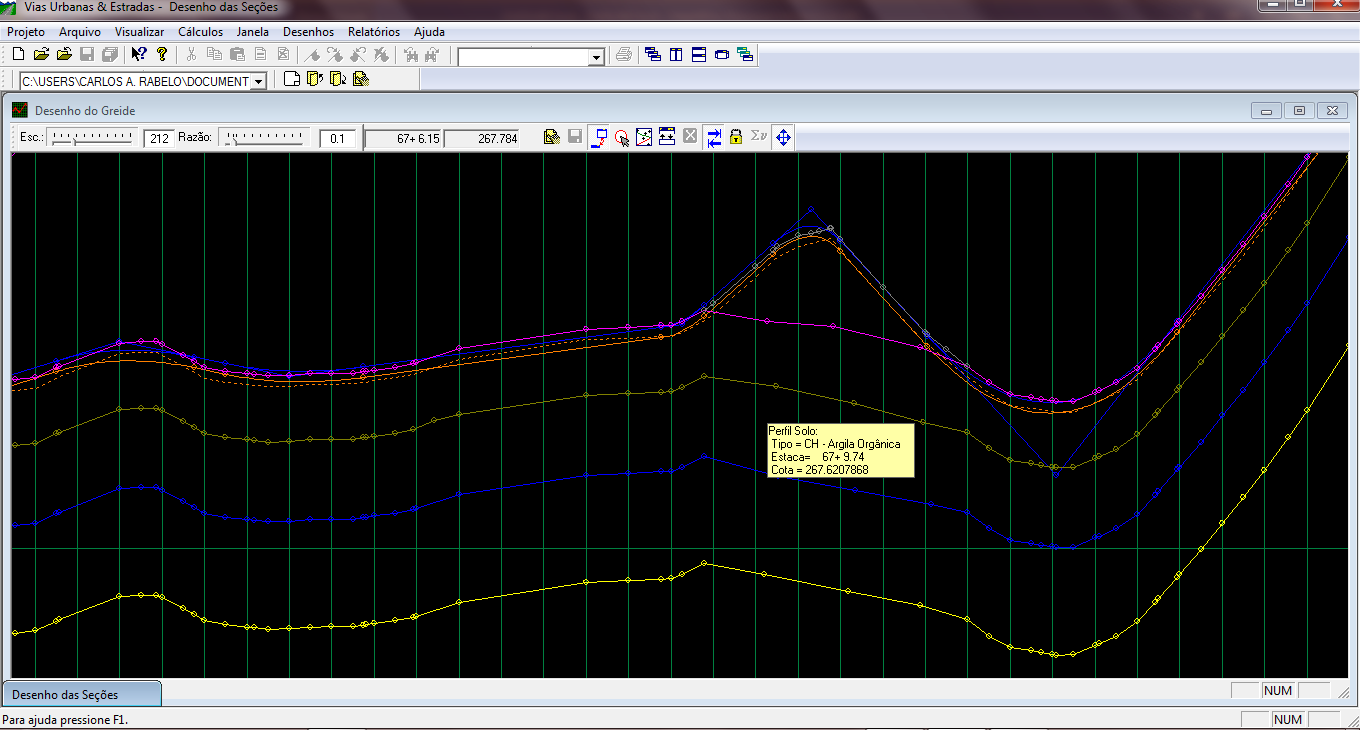 Vias Urbanas & Estradas - Desenho das Seções
Projeto Arquivo Visualizar Cálculos Janela Desenhos Relatórios Ajuda
C:\USERS\CARLOS A. RABELO\DOCUMENT
Desenho do Greide
Esc.: 212 Razão: 0.1 67+ 6.15 267.784 Σν
Perfil Solo:
Tipo = CH - Argila Orgânica
Estaca= 67+ 9.74
Cota = 267.6207868
Desenho das Seções
NUM
Para ajuda pressione F1.
NUM